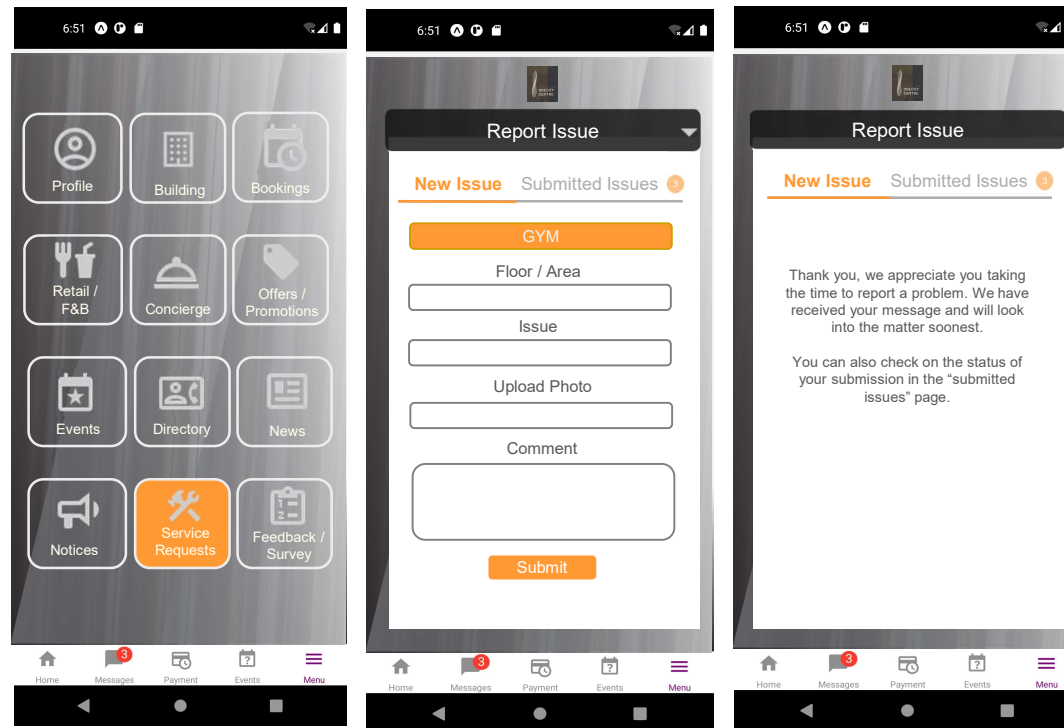 6:51
Profile
Building
Bookings
Retail /
F&B
Concierge
Offers /
Promotions
Events
Directory
News
Notices
Service
Requests
Feedback /
Survey
3
Home
Messages
Payment
Events
Menu
6:51
ONECITY
CENTRE
Report Issue
New Issue
Submitted Issues
3
GYM
Floor / Area
Issue
Upload Photo
Comment
Submit
3
Home
Messages
Payment
Events
Menu
6:51
ONECITY
CENTRE
Report Issue
New Issue
Submitted Issues
3
Thank you, we appreciate you taking
the time to report a problem. We have
received your message and will look
into the matter soonest.
You can also check on the status of
your submission in the “submitted
issues” page.
3
Home
Messages
Payment
Events
Menu